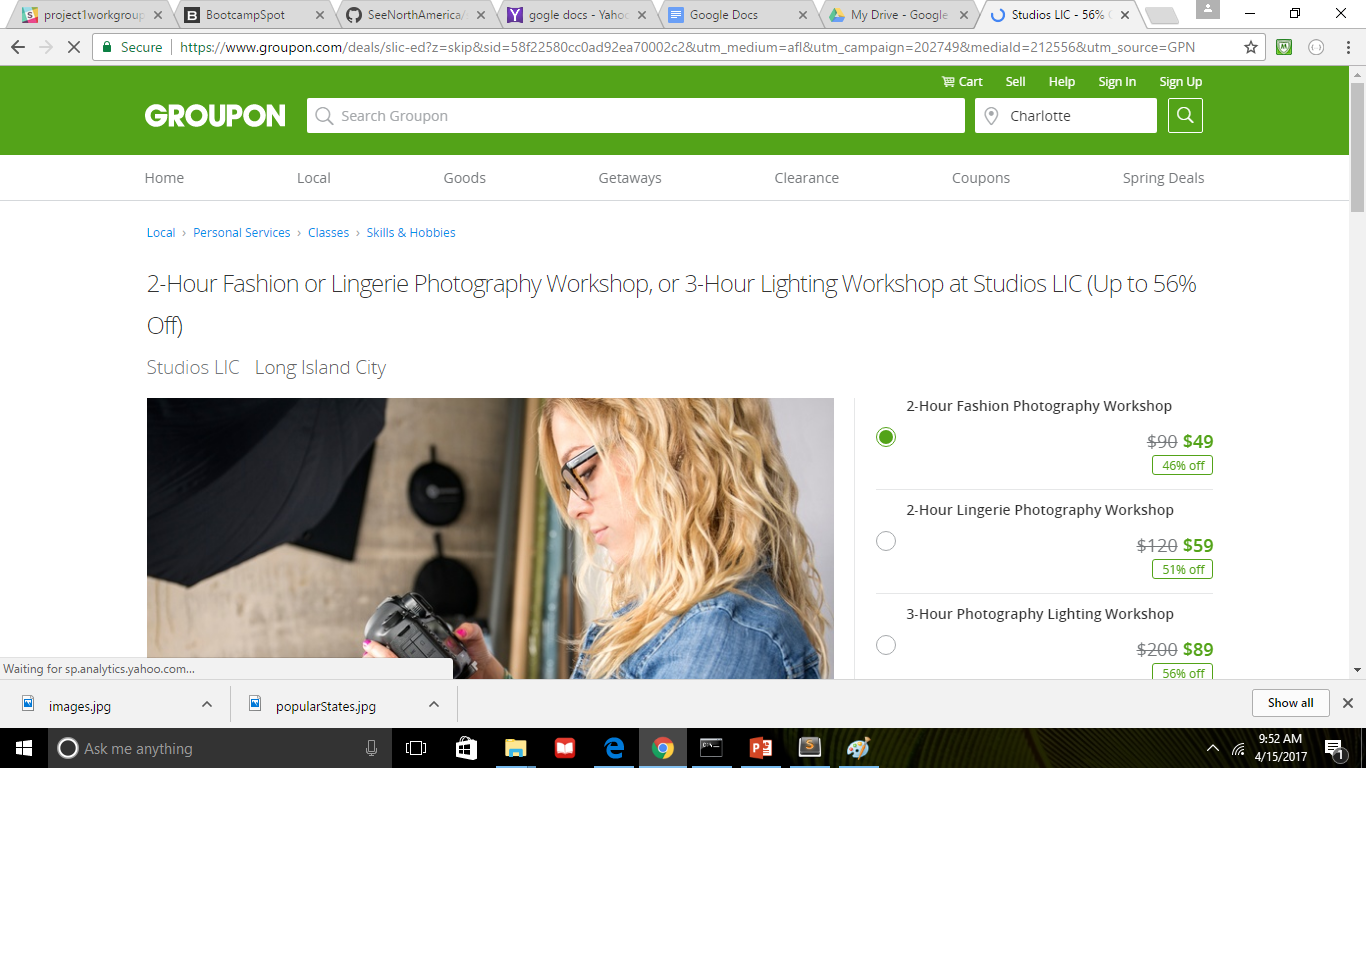 project1workgroup
BootcampSpot
SeeNorthAmerica/
gogle docs - Yahoo
Google Docs
My Drive - Google
Studios LIC - 56%
Secure
https://www.groupon.com/deals/slic-ed?z=skip&sid=58f22580cc0ad92ea70002c2&utm_medium=afl&utm_campaign=202749&mediaId=212556&utm_source=GPN
Cart Sell Help Sign In Sign Up
GROUPON
Search Groupon
Charlotte
Home Local Goods Getaways Clearance Coupons Spring Deals
Local › Personal Services › Classes › Skills & Hobbies
2-Hour Fashion or Lingerie Photography Workshop, or 3-Hour Lighting Workshop at Studios LIC (Up to 56%
Off)
Studios LIC Long Island City
2-Hour Fashion Photography Workshop
$90 $49
46% off
2-Hour Lingerie Photography Workshop
$120 $59
51% off
3-Hour Photography Lighting Workshop
$200 $89
56% off
Waiting for sp.analytics.yahoo.com...
images.jpg
popularStates.jpg
Show all
Ask me anything
9:52 AM
4/15/2017
1